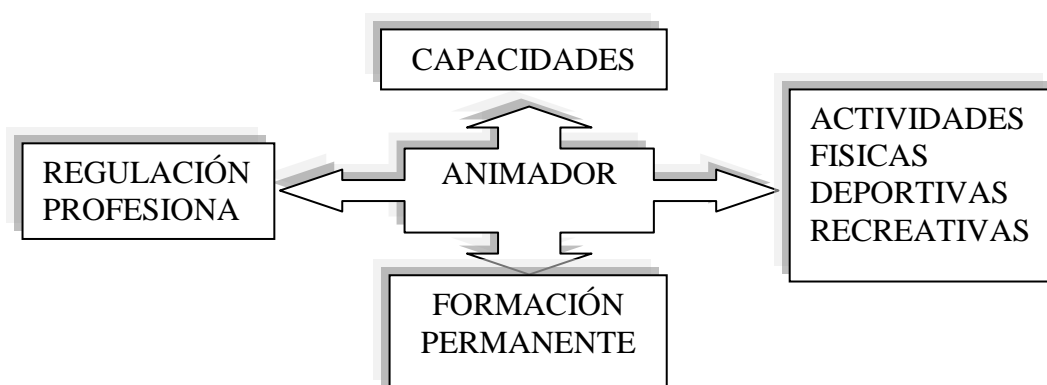 CAPACIDADES
REGULACIÓN
PROFESIONA
ANIMADOR
ACTIVIDADES
FISICAS
DEPORTIVAS
RECREATIVAS
FORMACIÓN
PERMANENTE